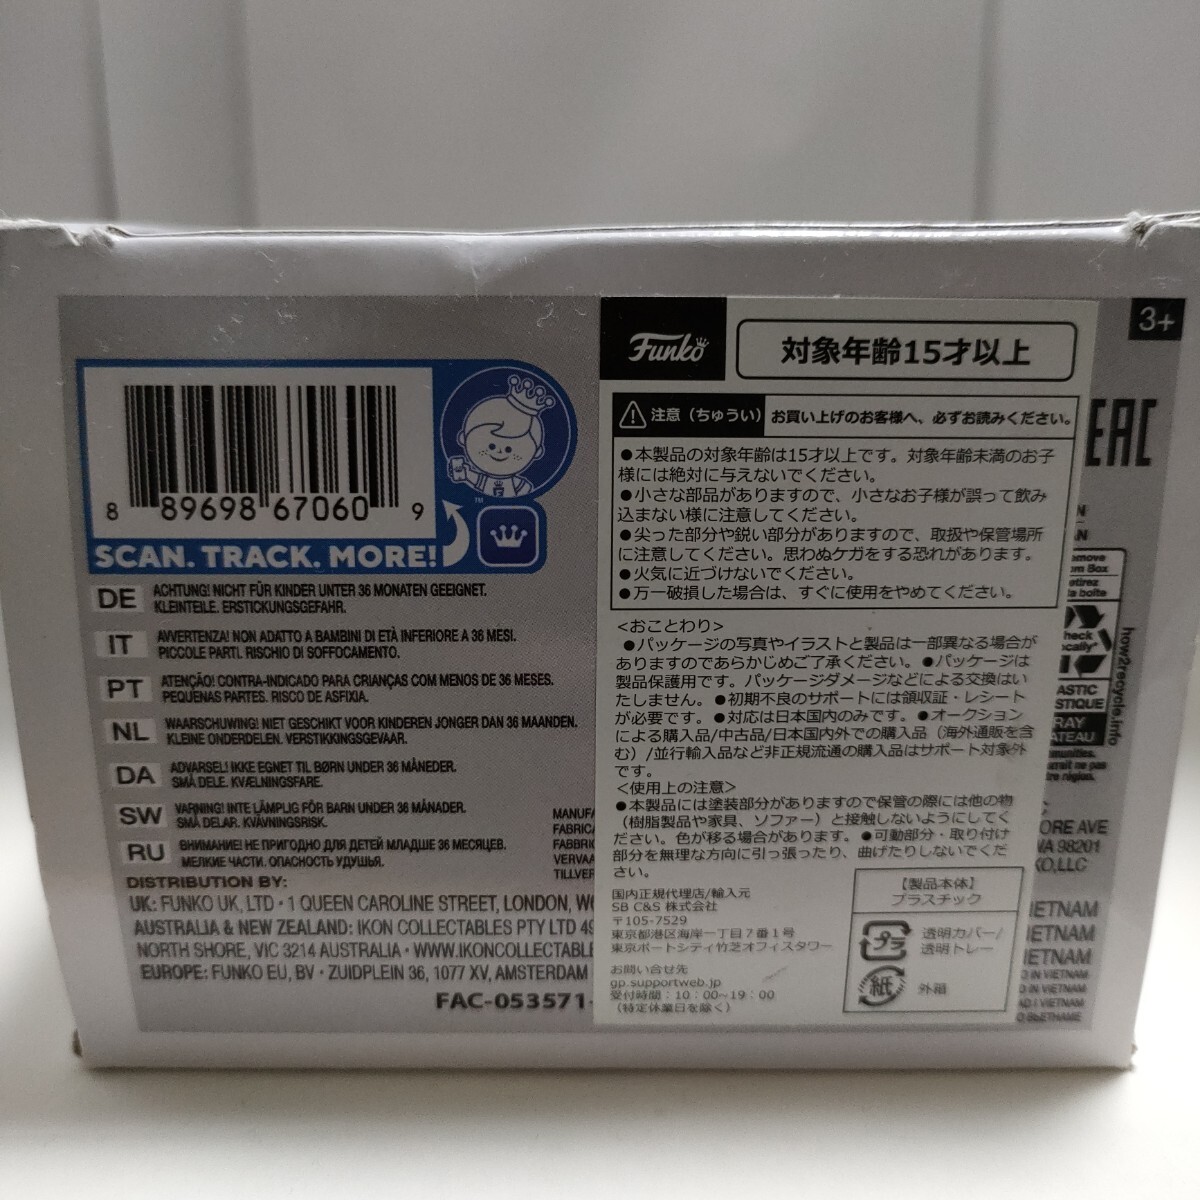 8 89698 67060 9
SCAN. TRACK. MORE!
TM
DE ACHTUNG! NICHT FÜR KINDER UNTER 36 MONATEN GEEIGNET.
KLEINTEILE. ERSTICKUNGSGEFAHR.
IT AVVERTENZA! NON ADATTO A BAMBINI DI ETÀ INFERIORE A 36 MESI.
PICCOLE PARTI. RISCHIO DI SOFFOCAMENTO.
PT ATENÇÃO! CONTRA-INDICADO PARA CRIANÇAS COM MENOS DE 36 MESES.
PEQUENAS PARTES. RISCO DE ASFIXIA.
NL WAARSCHUWING! NIET GESCHIKT VOOR KINDEREN JONGER DAN 36 MAANDEN.
KLEINE ONDERDELEN. VERSTIKKINGSGEVAAR.
DA ADVARSEL! IKKE EGNET TIL BØRN UNDER 36 MÅNEDER.
SMÅ DELE. KVÆLNINGSFARE.
SW VARNING! INTE LÄMPLIG FÖR BARN UNDER 36 MÅNADER.
SMÅ DELAR. KVÄVNINGSRISK.
RU ВНИМАНИЕ! НЕ ПРИГОДНО ДЛЯ ДЕТЕЙ МЛАДШЕ 36 МЕСЯЦЕВ.
МЕЛКИЕ ЧАСТИ. ОПАСНОСТЬ УДУШЬЯ.
MANUFA
FABRICA
FABBRIC
VERVAA
TILLVER
DISTRIBUTION BY:
UK: FUNKO UK, LTD • 1 QUEEN CAROLINE STREET, LONDON, W6
AUSTRALIA & NEW ZEALAND: IKON COLLECTABLES PTY LTD 49
NORTH SHORE, VIC 3214 AUSTRALIA • WWW.IKONCOLLECTABL
EUROPE: FUNKO EU, BV • ZUIDPLEIN 36, 1077 XV, AMSTERDAM
FAC-053571-
Funko
対象年齢15才以上
注意（ちゅうい） お買い上げのお客様へ、必ずお読みください。
●本製品の対象年齢は15才以上です。対象年齢未満のお子
様には絶対に与えないでください。
●小さな部品がありますので、小さなお子様が誤って飲み
込まない様に注意してください。
●尖った部分や鋭い部分がありますので、取扱や保管場所
に注意してください。思わぬケガをする恐れがあります。
●火気に近づけないでください。
●万一破損した場合は、すぐに使用をやめてください。
<おことわり>
●パッケージの写真やイラストと製品は一部異なる場合が
ありますのであらかじめご了承ください。●パッケージは
製品保護用です。パッケージダメージなどによる交換はい
たしません。●初期不良のサポートには領収証・レシート
が必要です。●対応は日本国内のみです。●オークション
による購入品/中古品/日本国内外での購入品（海外通販を含
む）/並行輸入品など非正規流通の購入品はサポート対象外
です。
<使用上の注意>
●本製品には塗装部分がありますので保管の際には他の物
（樹脂製品や家具、ソファー）と接触しないようにしてく
ださい。色が移る場合があります。●可動部分・取り付け
部分を無理な方向に引っ張ったり、曲げたりしないでくだ
さい。
国内正規代理店/輸入元
SB C&S 株式会社
〒105-7529
東京都港区海岸一丁目7番1号
東京ポートシティ竹芝オフィスタワー
お問い合せ先
gp.supportweb.jp
受付時間：10：00~19：00
（特定休業日を除く）
【製品本体】
プラスチック
プラ 透明カバー/
透明トレー
紙 外箱
3+
EAC
emove
om Box
etirez
la boîte
heck
ocally*
ASTIC
STIQUE
RAY
ATEAU
how2recycle.info
ORE AVE
WA 98201
KO,LLC
IETNAM
IETNAM
IETNAM
D IN VIETNAM
D IN VIETNAM